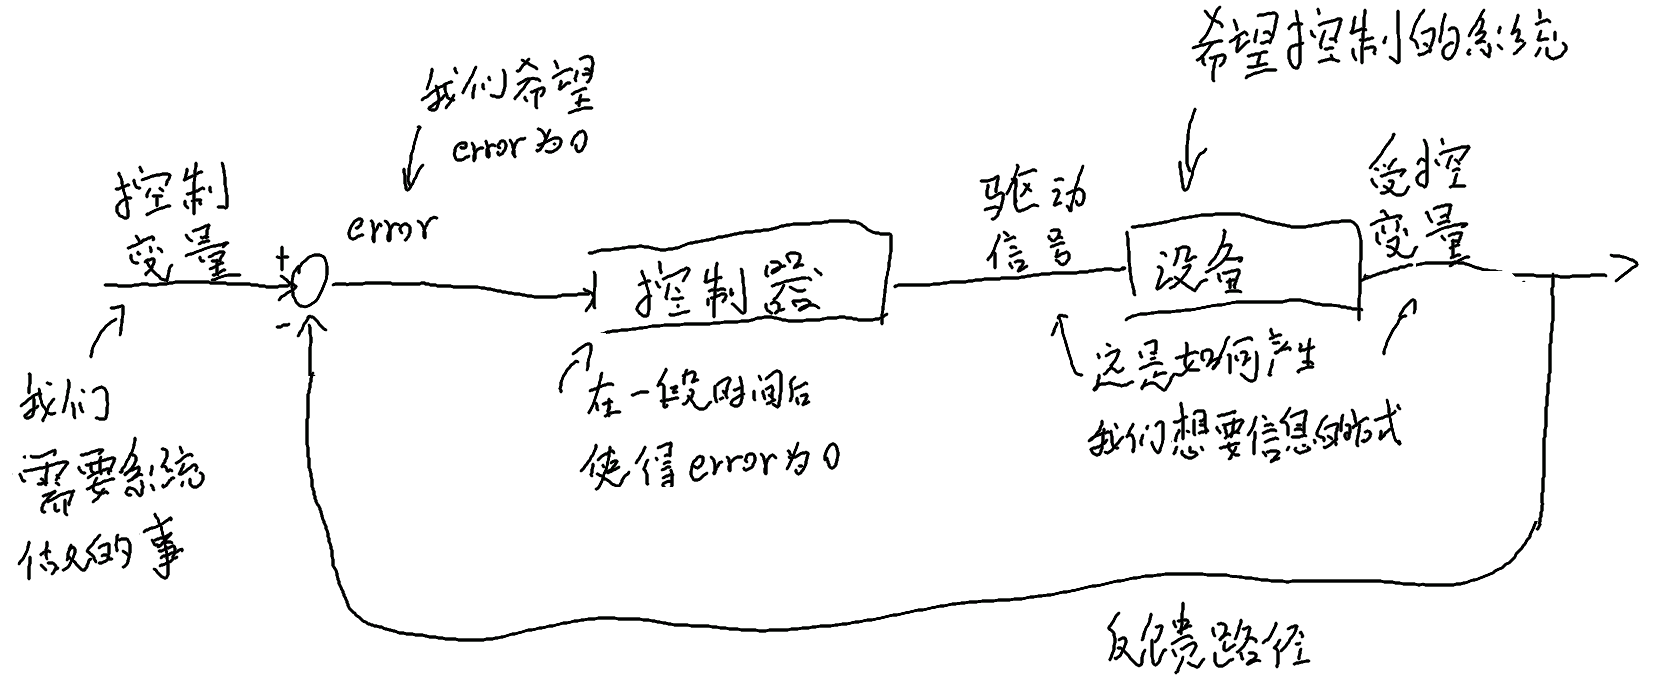 希望控制的系统
我们希望
error为0
控制
变量
+
error
驱动
信号
受控
变量
控制器
设备
-
我们
需要系统
做的事
在一段时间后
使得error为0
这是如何产生
我们想要信息的方式
反馈路径